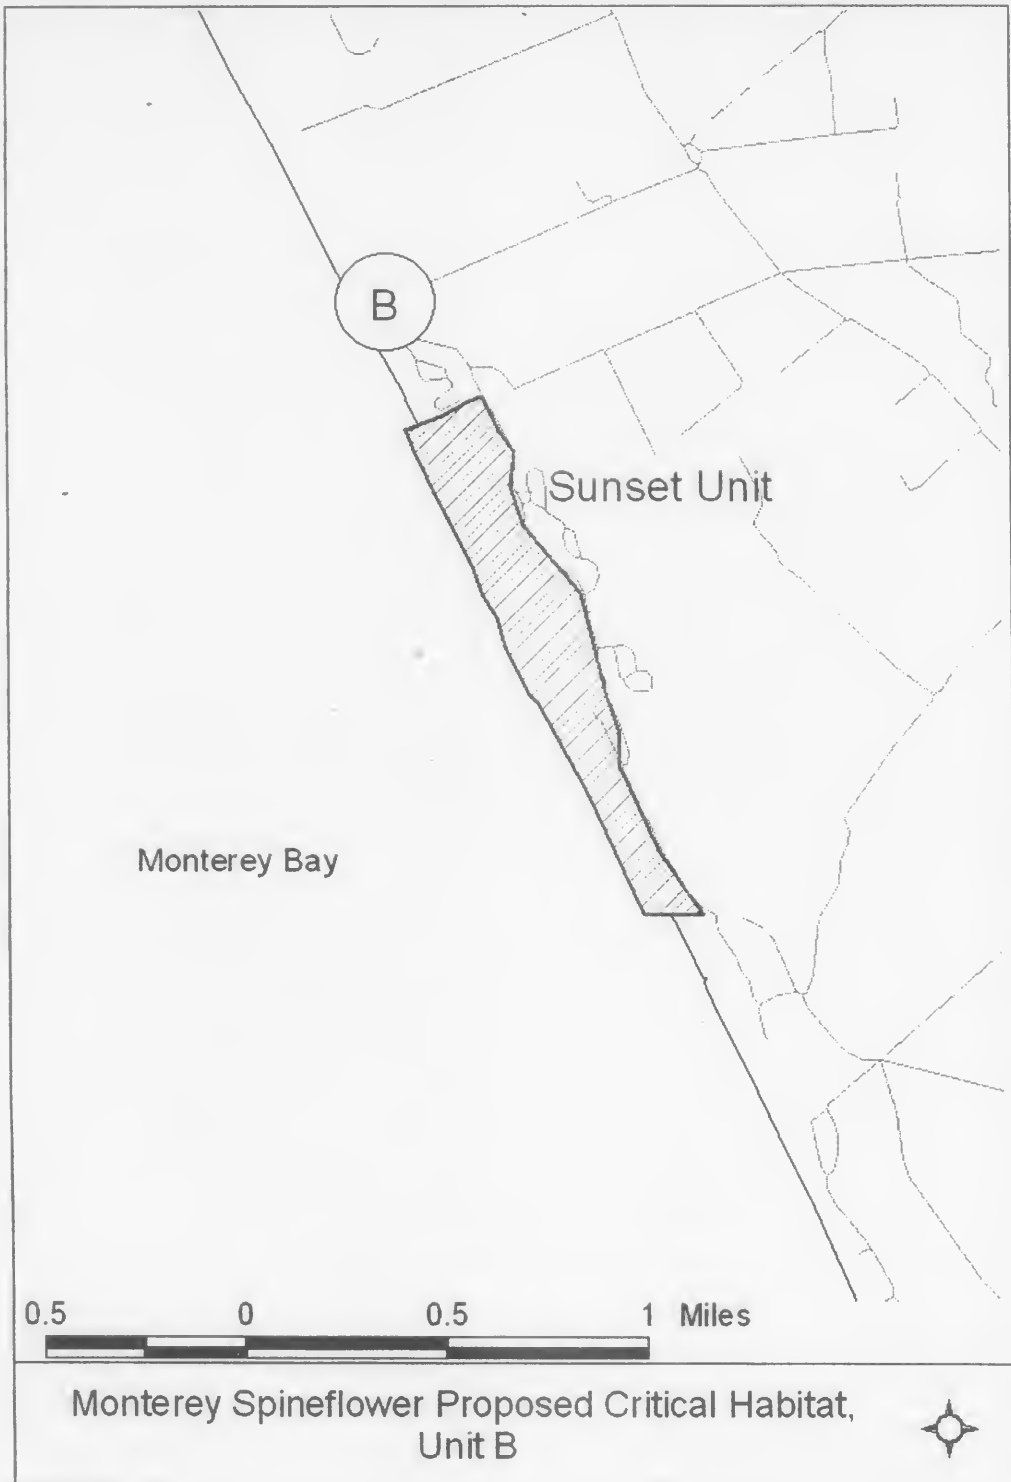 B
Sunset Unit
Monterey Bay
0.5 0 0.5 1 Miles
Monterey Spineflower Proposed Critical Habitat,
Unit B